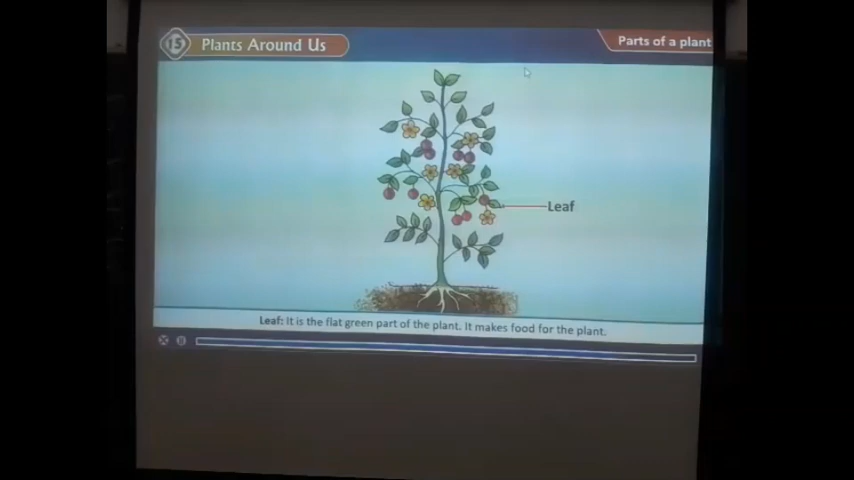 15 Plants Around Us
Parts of a plant
Leaf
Leaf: It is the flat green part of the plant. It makes food for the plant.